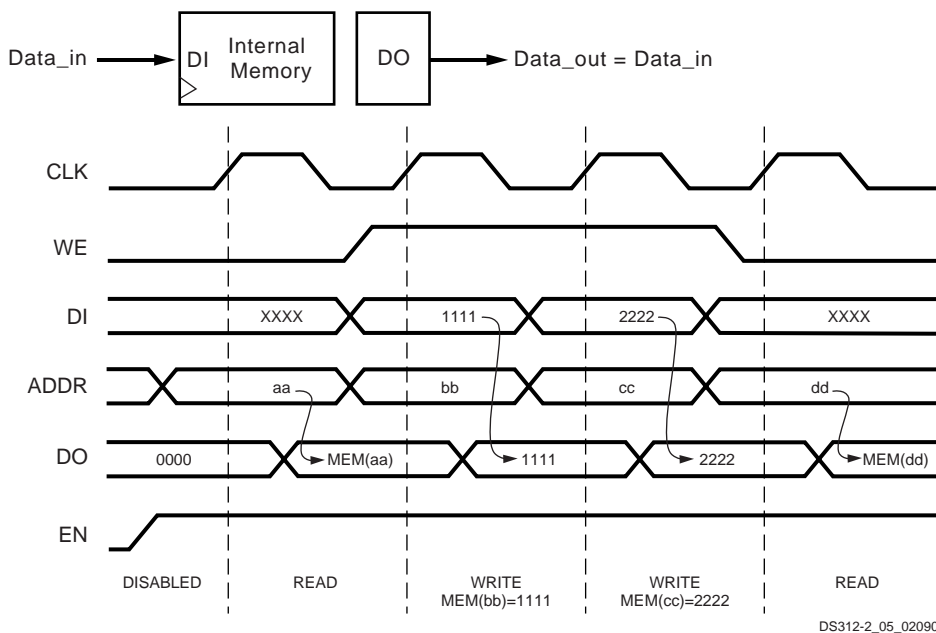 Data_in
DI
Internal
Memory
DO
Data_out = Data_in
CLK
WE
DI
XXXX
1111
2222
XXXX
ADDR
aa
bb
cc
dd
DO
0000
MEM(aa)
1111
2222
MEM(dd)
EN
DISABLED
READ
WRITE
MEM(bb)=1111
WRITE
MEM(cc)=2222
READ
DS312-2_05_02090